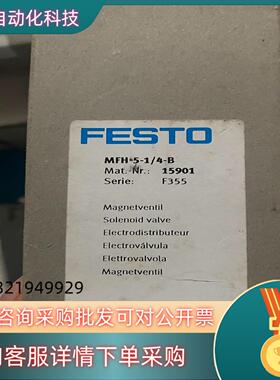 自动化科技
FESTO
MFH-5-1/4-B
Mat.-Nr.: 15901
Serie: F355
Magnetventil
Solenoid valve
Electrodistributeur
Electroválvula
Elettrovalvola
Magnetventil
821949929
咨询采购批发可对公开票
客服详情下单采购